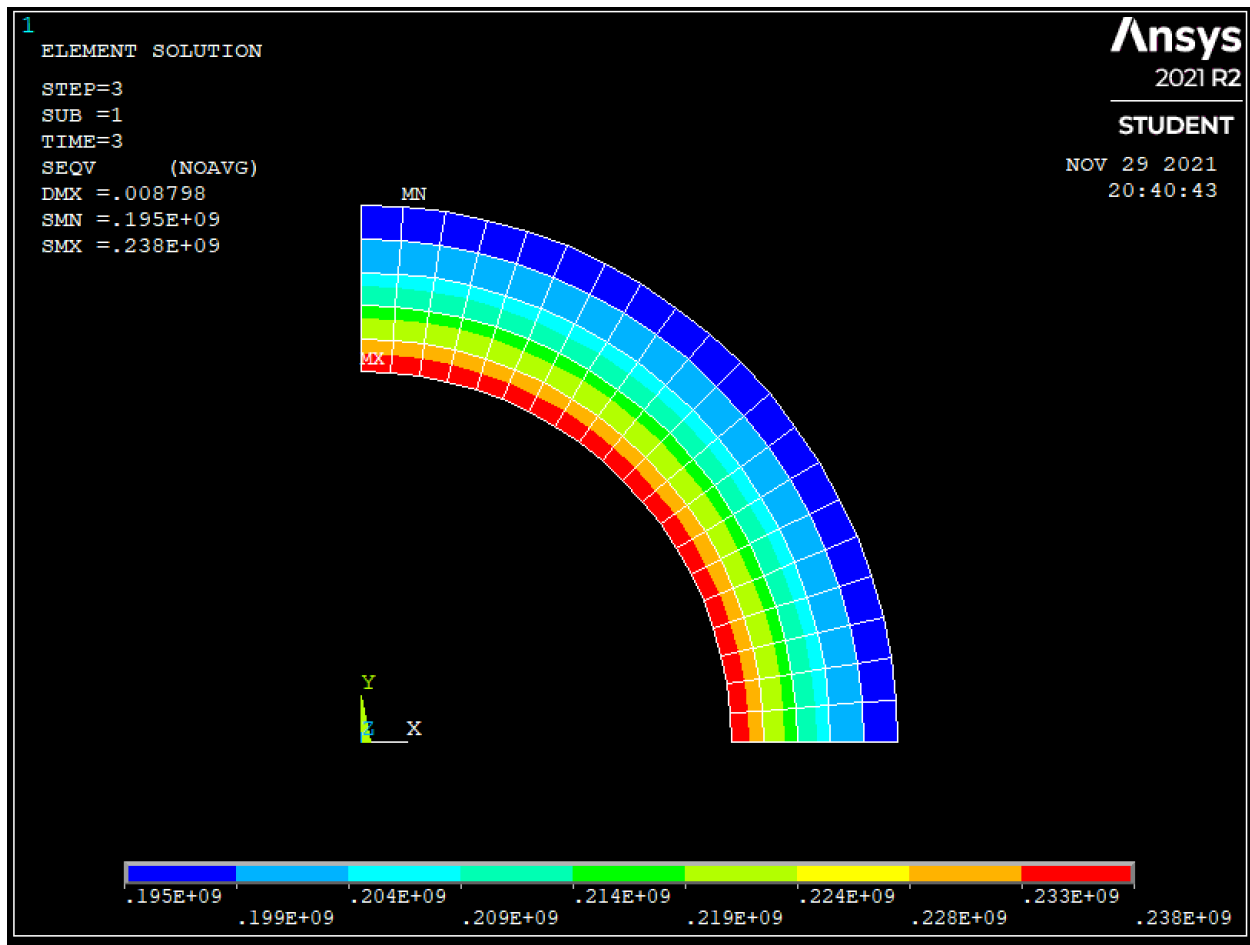 1
ELEMENT SOLUTION
STEP=3
SUB =1
TIME=3
SEQV (NOAVG)
DMX =.008798
SMN =.195E+09
SMX =.238E+09
Ansys
2021 R2
STUDENT
NOV 29 2021
20:40:43
MN
MX
Y
Z X
.195E+09 .204E+09 .214E+09 .224E+09 .233E+09
.199E+09 .209E+09 .219E+09 .228E+09 .238E+09